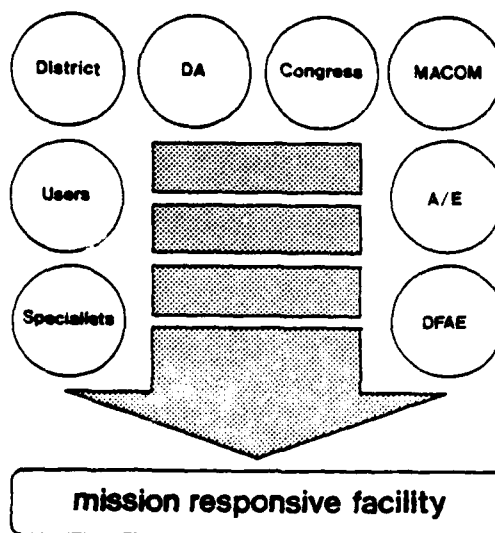 District DA Congress MACOM
Users A/E
Specialists DFAE
mission responsive facility